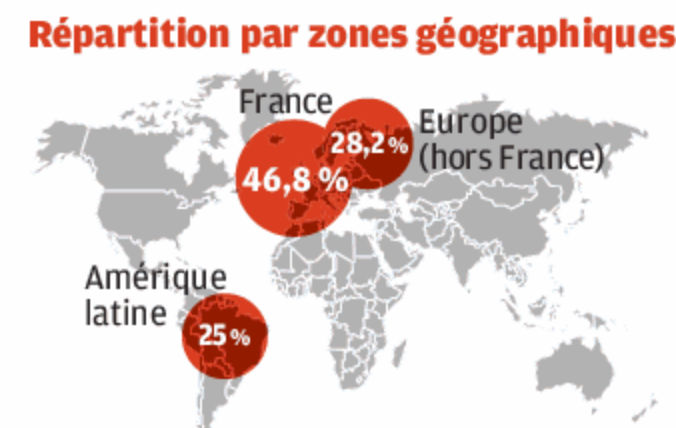 Répartition par zones géographiques
France
Europe
(hors France)
28,2 %
46,8 %
Amérique
latine
25 %